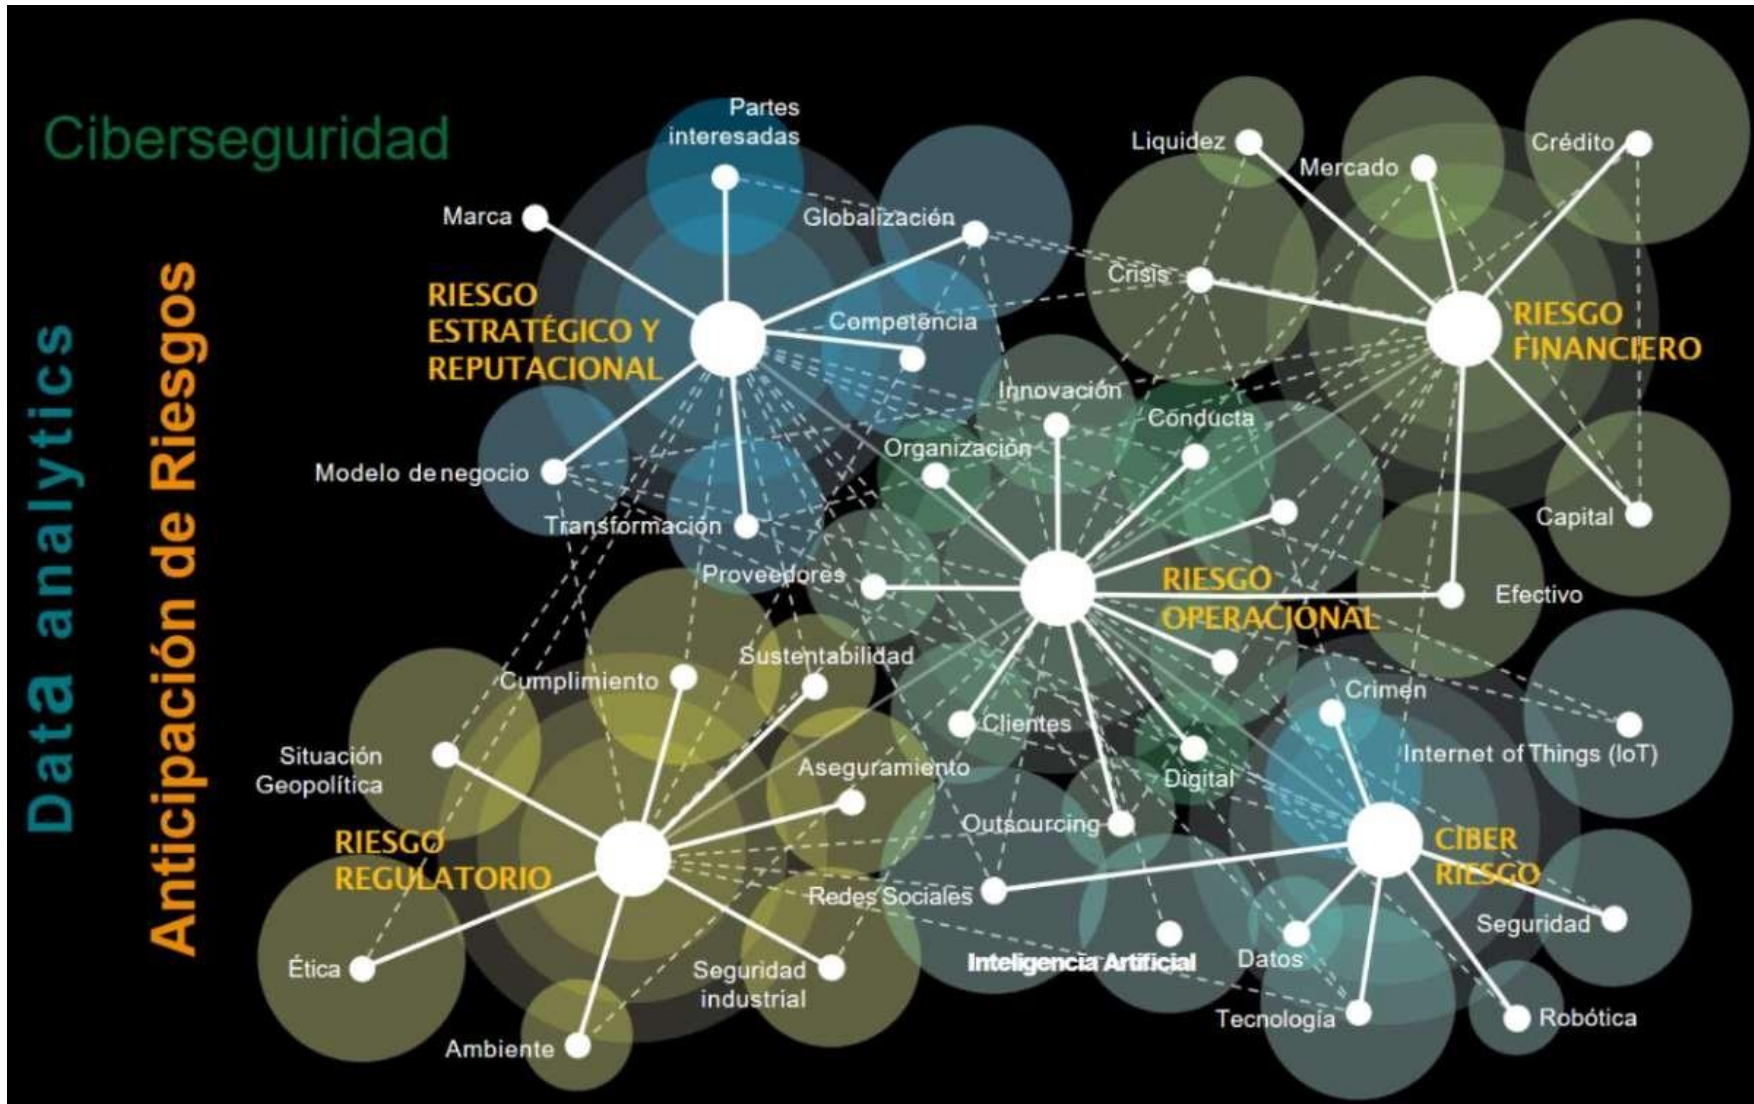 Ciberseguridad
Data analytics
Anticipación de Riesgos
Partes
interesadas
Marca
Globalización
RIESGO
ESTRATÉGICO Y
REPUTACIONAL
Competencia
Modelo de negocio
Transformación
Liquidez
Mercado
Crédito
Crisis
RIESGO
FINANCIERO
Capital
Efectivo
Innovación
Conducta
Organización
Proveedores
RIESGO
OPERACIONAL
Clientes
Digital
Outsourcing
Sustentabilidad
Cumplimiento
Situación
Geopolítica
Aseguramiento
RIESGO
REGULATORIO
Ética
Ambiente
Seguridad
industrial
Crimen
Internet of Things (IoT)
CIBER
RIESGO
Redes Sociales
Inteligencia Artificial
Datos
Seguridad
Tecnología
Robótica